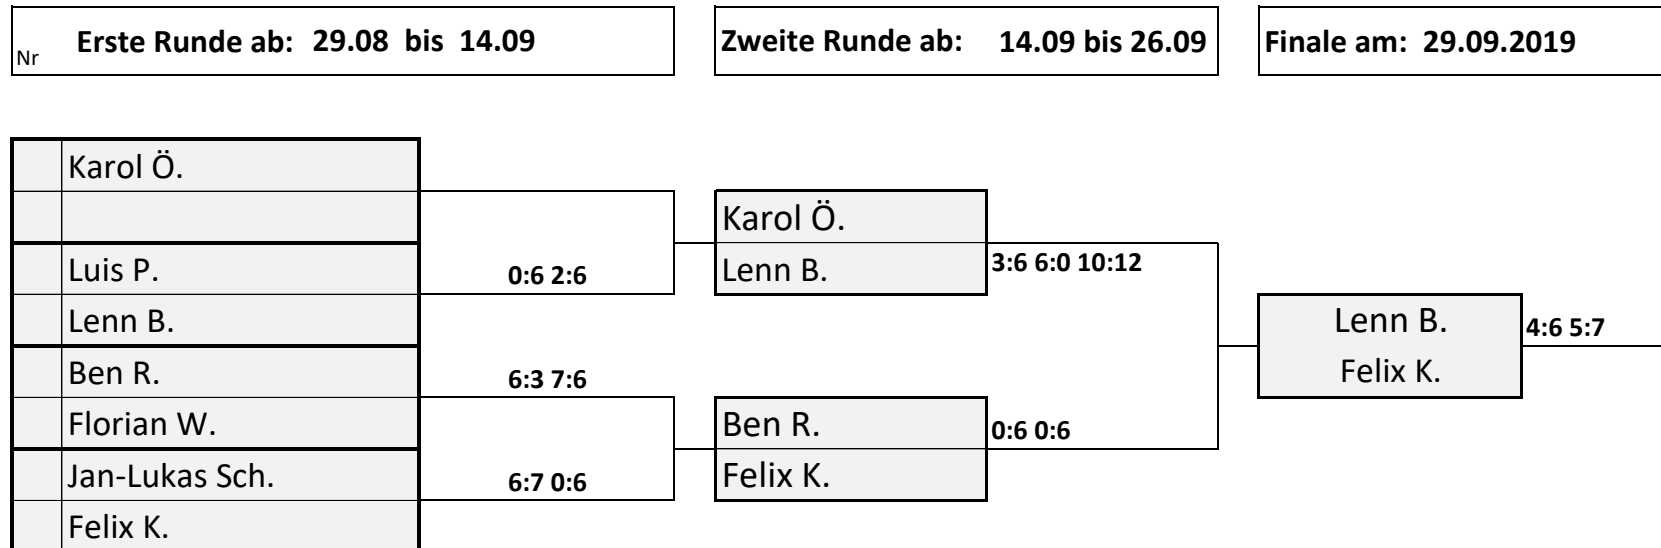 Nr Erste Runde ab: 29.08 bis 14.09 Zweite Runde ab: 14.09 bis 26.09 Finale am: 29.09.2019
Karol Ö.
Karol Ö.
Luis P. 0:6 2:6 Lenn B. 3:6 6:0 10:12
Lenn B. Lenn B. 4:6 5:7
Ben R. 6:3 7:6 Felix K.
Florian W. Ben R. 0:6 0:6
Jan-Lukas Sch. 6:7 0:6 Felix K.
Felix K.